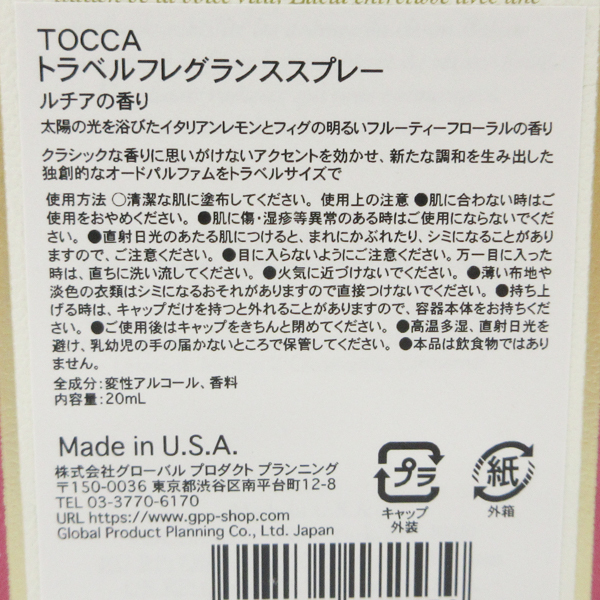 TOCCA
トラベルフレグランススプレー
ルチアの香り
太陽の光を浴びたイタリアンレモンとフィグの明るいフルーティーフローラルの香り
クラシックな香りに思いがけないアクセントを効かせ、新たな調和を生み出した
独創的なオードパルファムをトラベルサイズで
使用方法 ○清潔な肌に塗布してください。 使用上の注意 ●肌に合わない時はご
使用をおやめください。 ●肌に傷・湿疹等異常のある時はご使用にならないでくだ
さい。 ●直射日光のあたる肌につけると、まれにかぶれたり、シミになることがあり
ますので、ご注意ください。 ●目に入らないようにご注意ください。万一目に入った
時は、直ちに洗い流してください。 ●火気に近づけないでください。 ●薄い布地や
淡色の衣類はシミになるおそれがありますので直接つけないでください。 ●持ち上
げる時は、キャップだけを持つと外れることがありますので、容器本体をお持ちくだ
さい。 ●ご使用後はキャップをきちんと閉めてください。 ●高温多湿、直射日光を
避け、乳幼児の手の届かないところで保管してください。 ●本品は飲食物ではあり
ません。
全成分：変性アルコール、香料
内容量：20mL
Made in U.S.A.
株式会社グローバル プロダクト プランニング
〒150-0036 東京都渋谷区南平台町12-8
TEL 03-3770-6170
URL https://www.gpp-shop.com/
Global Product Planning Co., Ltd. Japan
プラ
キャップ
外装
紙
外箱